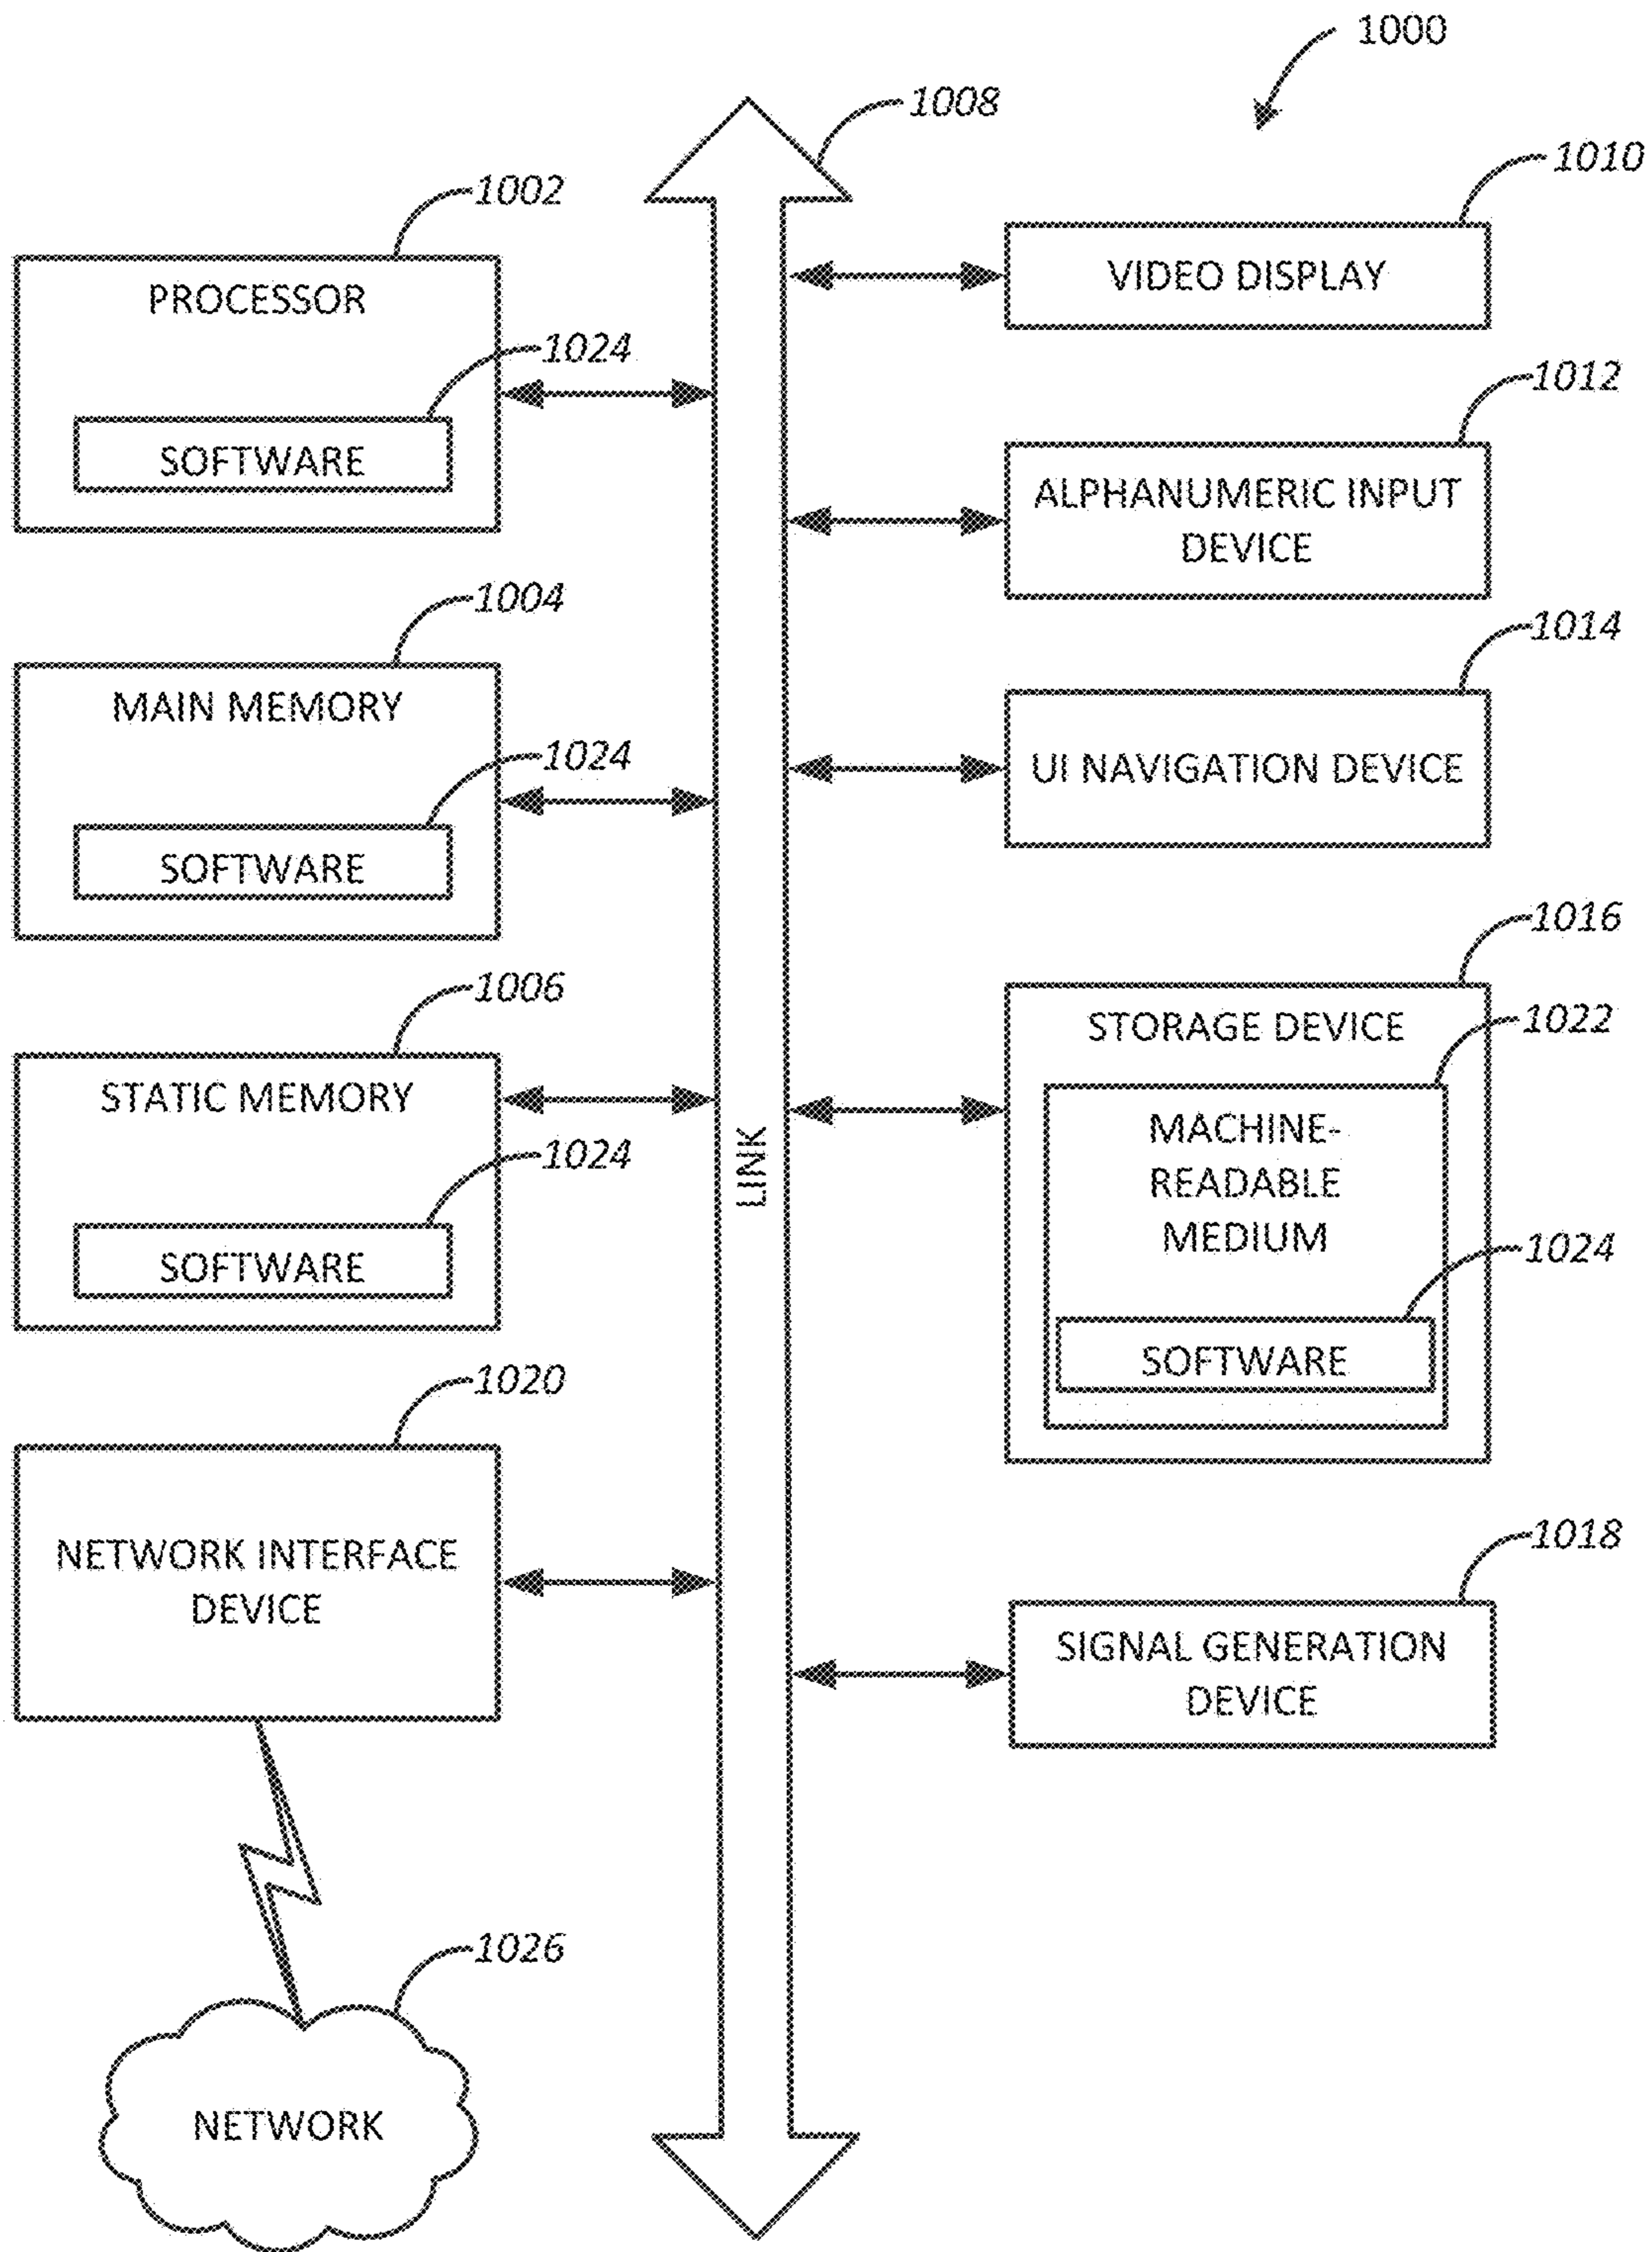 1000
1008
1010
VIDEO DISPLAY
1002
PROCESSOR
1024
SOFTWARE
1012
ALPHANUMERIC INPUT
DEVICE
1004
MAIN MEMORY
1024
SOFTWARE
1014
UI NAVIGATION DEVICE
1006
STATIC MEMORY
1024
SOFTWARE
LINK
1016
STORAGE DEVICE
1022
MACHINE-
READABLE
MEDIUM
1024
SOFTWARE
1020
NETWORK INTERFACE
DEVICE
1018
SIGNAL GENERATION
DEVICE
1026
NETWORK